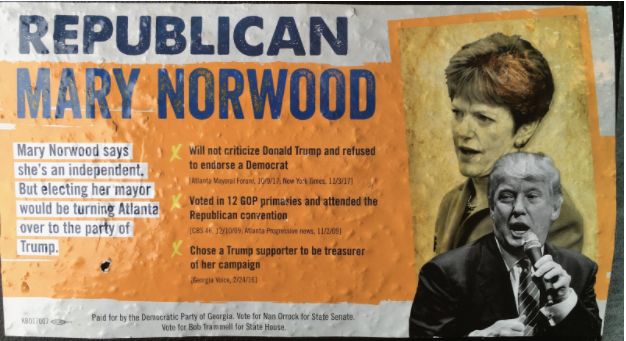 REPUBLICAN
MARY NORWOOD
Mary Norwood says
she's an independent.
But electing her mayor
would be turning Atlanta
over to the party of
Trump.
Will not criticize Donald Trump and refused
to endorse a Democrat
[Atlanta Mayoral Forum, 10/9/17; New York Times, 11/3/17]
Voted in 12 GOP primaries and attended the
Republican convention
[CBS 46, 12/10/09; Atlanta Progressive news, 11/2/09]
Chose a Trump supporter to be treasurer
of her campaign
[Georgia Voice, 2/24/16]
Paid for by the Democratic Party of Georgia. Vote for Nan Orrock for State Senate.
Vote for Bob Trammell for State House.